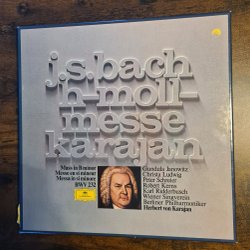 j.s.bach
h-moll-
messe
karajan
Mass in B minor
Messe en si mineur
Messa in si minore
BWV 232
Gundula Janowitz
Christa Ludwig
Peter Schreier
Robert Kerns
Karl Ridderbusch
Wiener Singverein
Berliner Philharmoniker
Herbert von Karajan